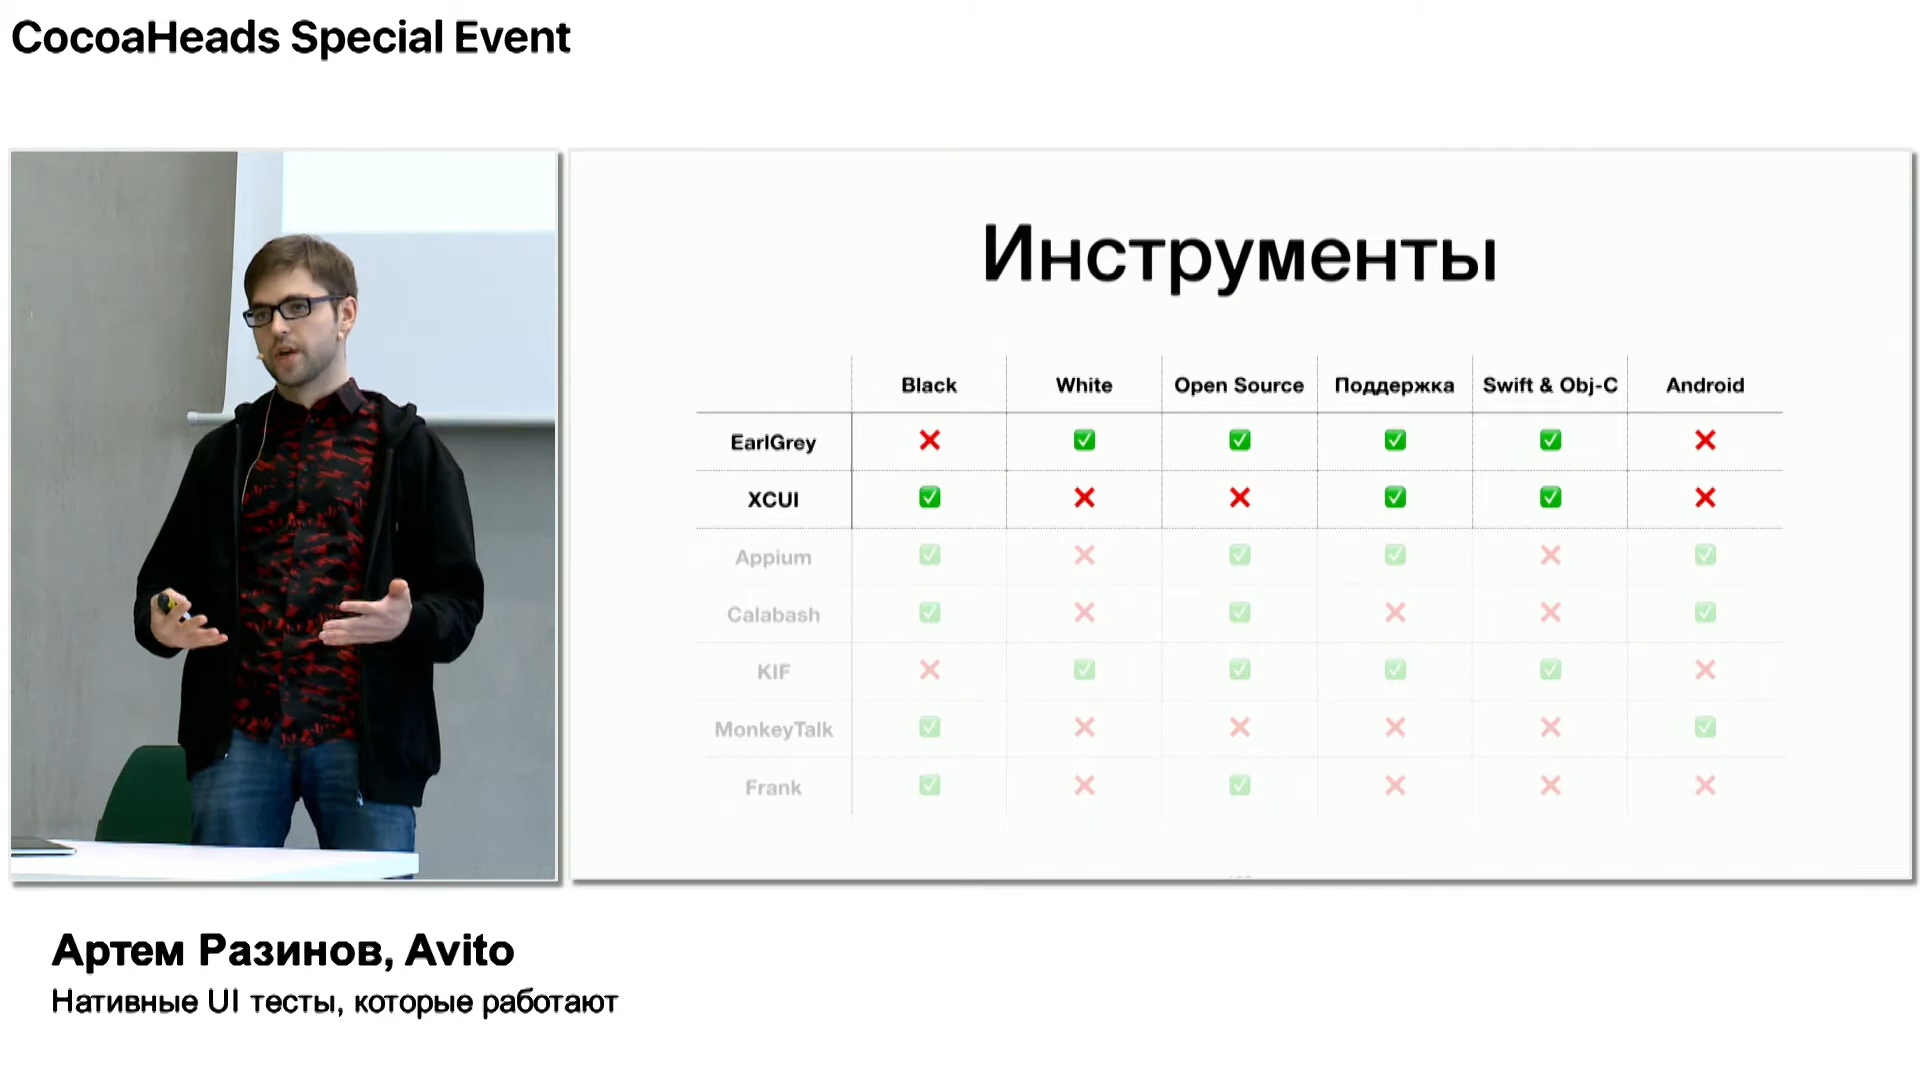 CocoaHeads Special Event
Инструменты
Black White Open Source Поддержка Swift & Obj-C Android
EarlGrey ❌ ✅ ✅ ✅ ✅ ❌
XCUI ✅ ❌ ❌ ✅ ✅ ❌
Appium ✅ ❌ ✅ ✅ ❌ ✅
Calabash ✅ ❌ ✅ ❌ ❌ ✅
KIF ❌ ✅ ✅ ✅ ✅ ❌
MonkeyTalk ✅ ❌ ❌ ❌ ❌ ✅
Frank ✅ ❌ ✅ ❌ ❌ ❌
Артем Разинов, Avito
Нативные UI тесты, которые работают